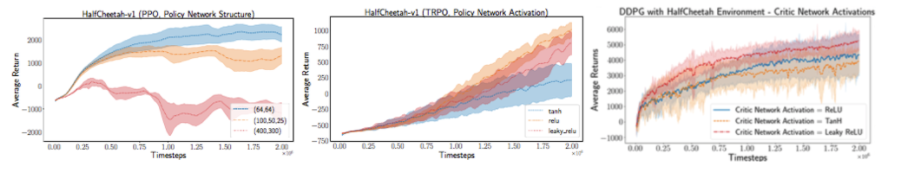 HalfCheetah-v1 (PPO, Policy Network Structure)
Average Return
2000
1000
0
−1000
−2000
0.00 0.25 0.50 0.75 1.00 1.25 1.50 1.75 2.00
×10⁶
Timesteps
(64,64)
(100,50,25)
(400,300)
HalfCheetah-v1 (TRPO, Policy Network Activation)
Average Return
1000
750
500
250
0
−250
−500
−750
0.00 0.25 0.50 0.75 1.00 1.25 1.50 1.75 2.00
×10⁶
Timesteps
tanh
relu
leaky_relu
DDPG with HalfCheetah Environment - Critic Network Activations
Average Returns
6000
5000
4000
3000
2000
1000
0
−1000
0.00 0.25 0.50 0.75 1.00 1.25 1.50 1.75 2.00
×10⁶
Timesteps
Critic Network Activation = ReLU
Critic Network Activation = TanH
Critic Network Activation = Leaky ReLU